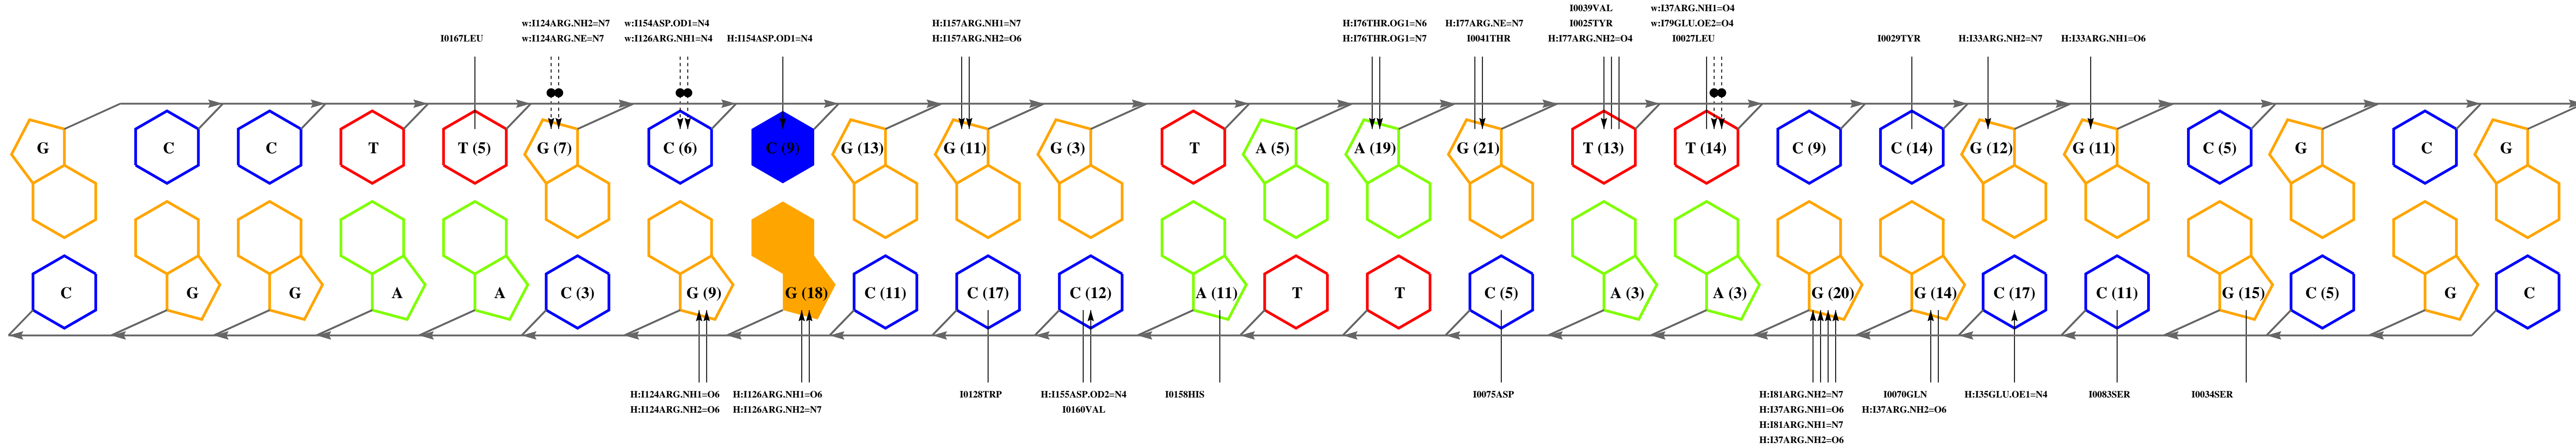 I0039VAL w:I37ARG.NH1=O4
w:I124ARG.NH2=N7 w:I154ASP.OD1=N4 H:I157ARG.NH1=N7 H:I76THR.OG1=N6 H:I77ARG.NE=N7 I0025TYR w:I79GLU.OE2=O4
I0167LEU w:I124ARG.NE=N7 w:I126ARG.NH1=N4 H:I154ASP.OD1=N4 H:I157ARG.NH2=O6 H:I76THR.OG1=N7 I0041THR H:I77ARG.NH2=O4 I0027LEU I0029TYR H:I33ARG.NH2=N7 H:I33ARG.NH1=O6
G C C T T (5) G (7) C (6) C (9) G (13) G (11) G (3) T A (5) A (19) G (21) T (13) T (14) C (9) C (14) G (12) G (11) C (5) G C G
C G G A A C (3) G (9) G (18) C (11) C (17) C (12) A (11) T T C (5) A (3) A (3) G (20) G (14) C (17) C (11) G (15) C (5) G C
H:I124ARG.NH1=O6 H:I126ARG.NH1=O6 I0128TRP H:I155ASP.OD2=N4 I0158HIS I0075ASP H:I81ARG.NH2=N7 I0070GLN H:I35GLU.OE1=N4 I0083SER I0034SER
H:I124ARG.NH2=O6 H:I126ARG.NH2=N7 I0160VAL H:I37ARG.NH1=O6 H:I37ARG.NH2=O6
H:I81ARG.NH1=N7
H:I37ARG.NH2=O6